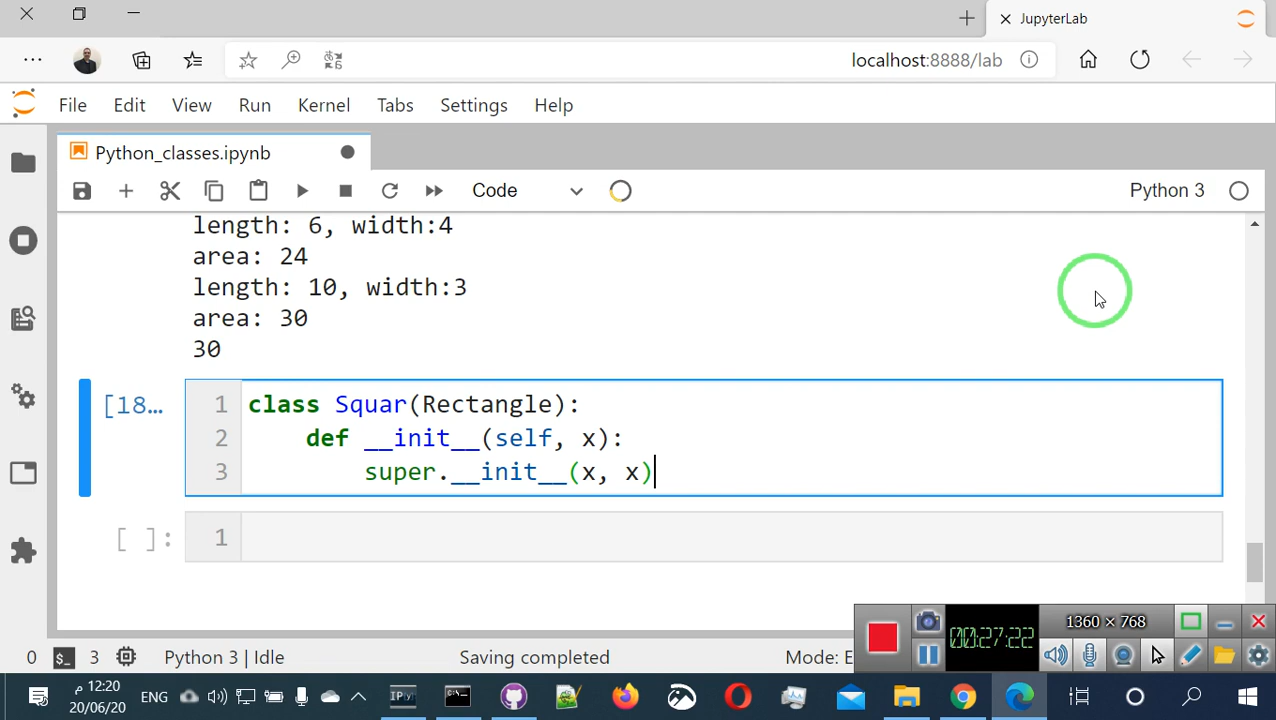 JupyterLab
localhost:8888/lab
File Edit View Run Kernel Tabs Settings Help
Python_classes.ipynb
Code Python 3
length: 6, width:4
area: 24
length: 10, width:3
area: 30
30
[18… 1 class Squar(Rectangle):
2 def __init__(self, x):
3 super.__init__(x, x)
[ ]: 1
1360 × 768
00:27:22
0 3 Python 3 | Idle Saving completed Mode: E
12:20 م ENG
20/06/20
IP[y]: